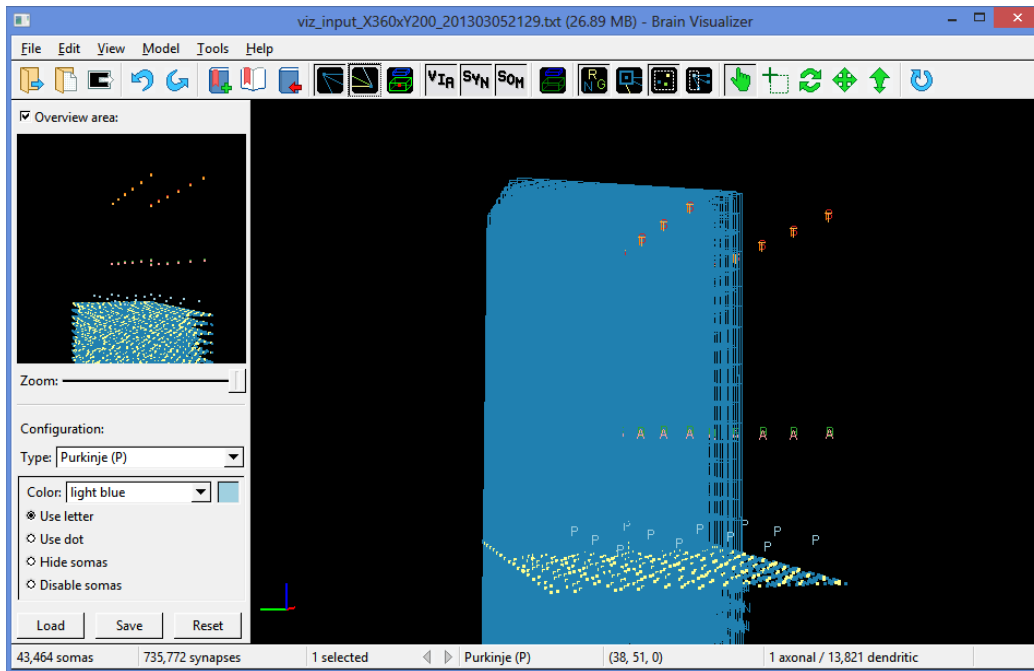 viz_input_X360xY200_201303052129.txt (26.89 MB) - Brain Visualizer
File Edit View Model Tools Help
VIA SYN SOM RNG
Overview area:
Zoom:
Configuration:
Type: Purkinje (P)
Color: light blue
Use letter
Use dot
Hide somas
Disable somas
Load Save Reset
T T T T T T
A A A A A A
P P P P P P P P P P P P
43,464 somas 735,772 synapses 1 selected Purkinje (P) (38, 51, 0) 1 axonal / 13,821 dendritic